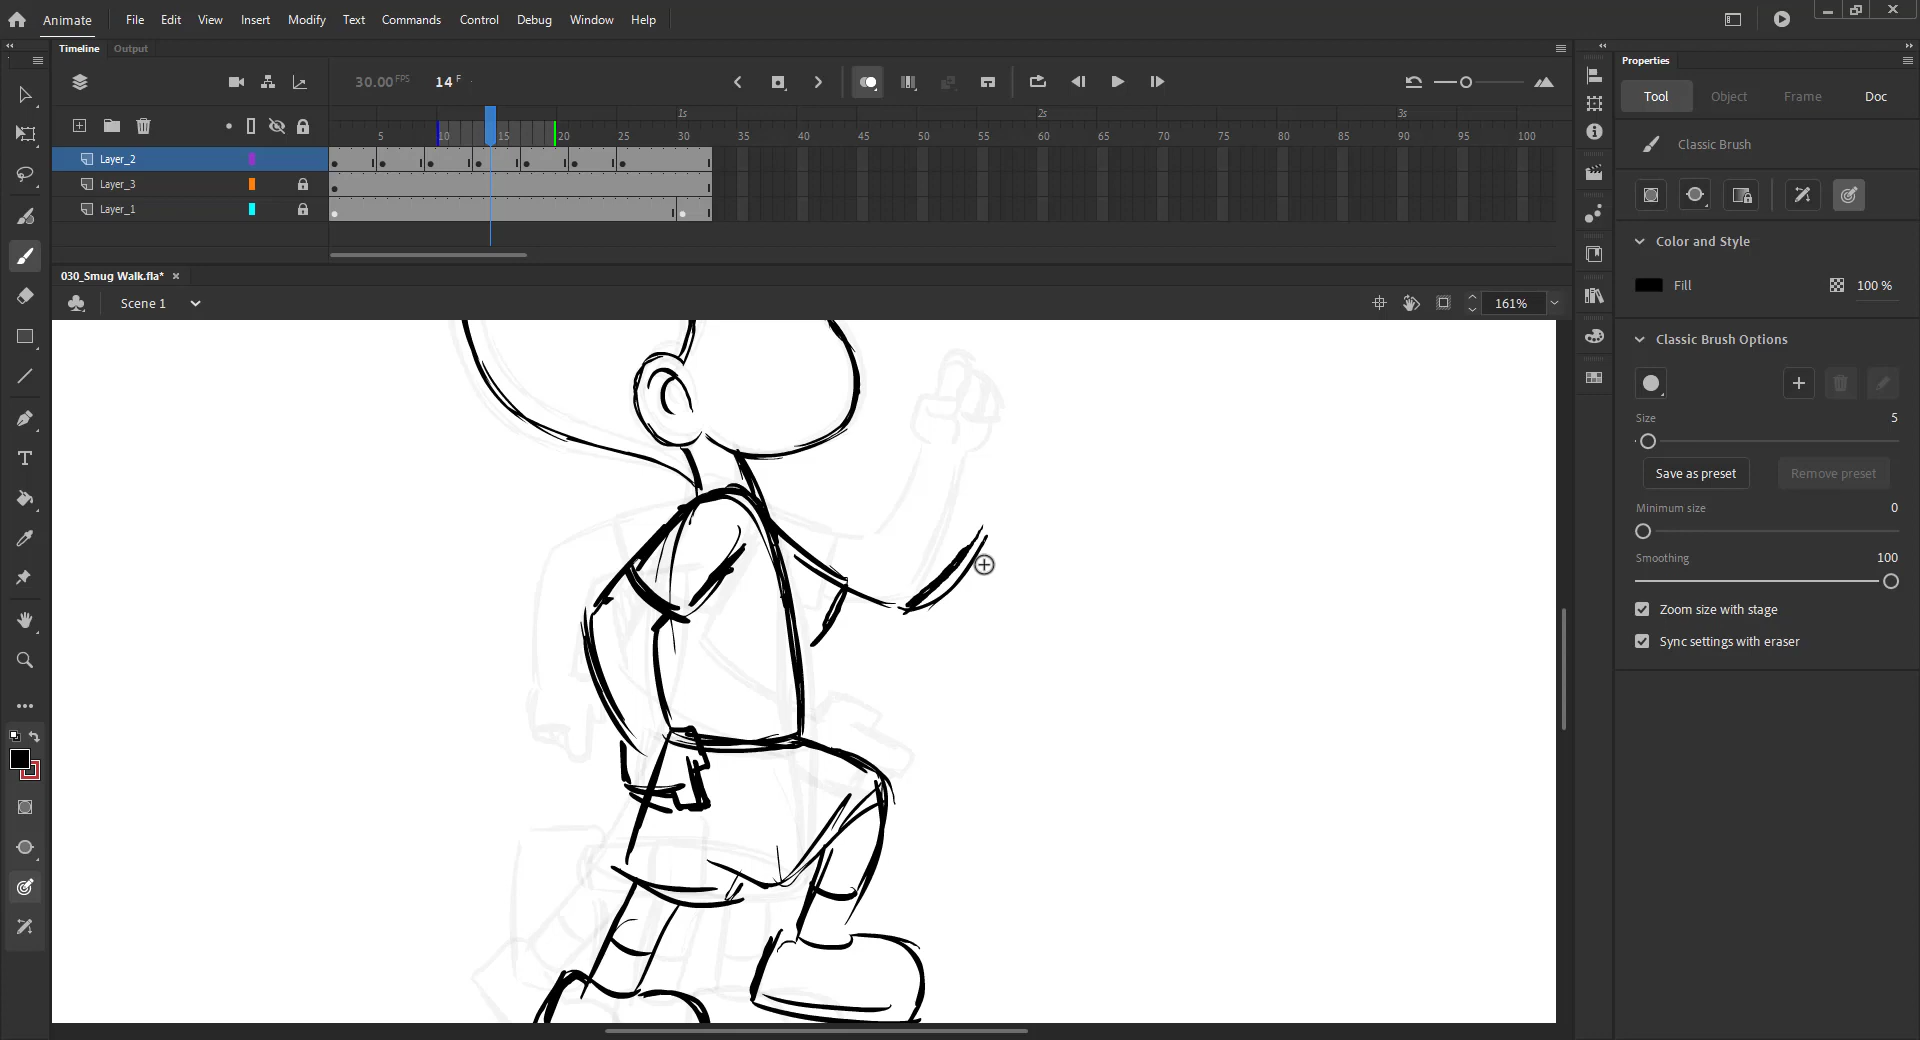 Animate File Edit View Insert Modify Text Commands Control Debug Window Help
Timeline Output
Properties
30.00 FPS 14 F
Tool Object Frame Doc
1s 2s 3s
5 10 15 20 25 30 35 40 45 50 55 60 65 70 75 80 85 90 95 100
Layer_2
Classic Brush
Layer_3
Layer_1
Color and Style
030_Smug Walk.fla*
Fill 100 %
Scene 1 161%
Classic Brush Options
Size 5
Save as preset Remove preset
Minimum size 0
Smoothing 100
Zoom size with stage
Sync settings with eraser